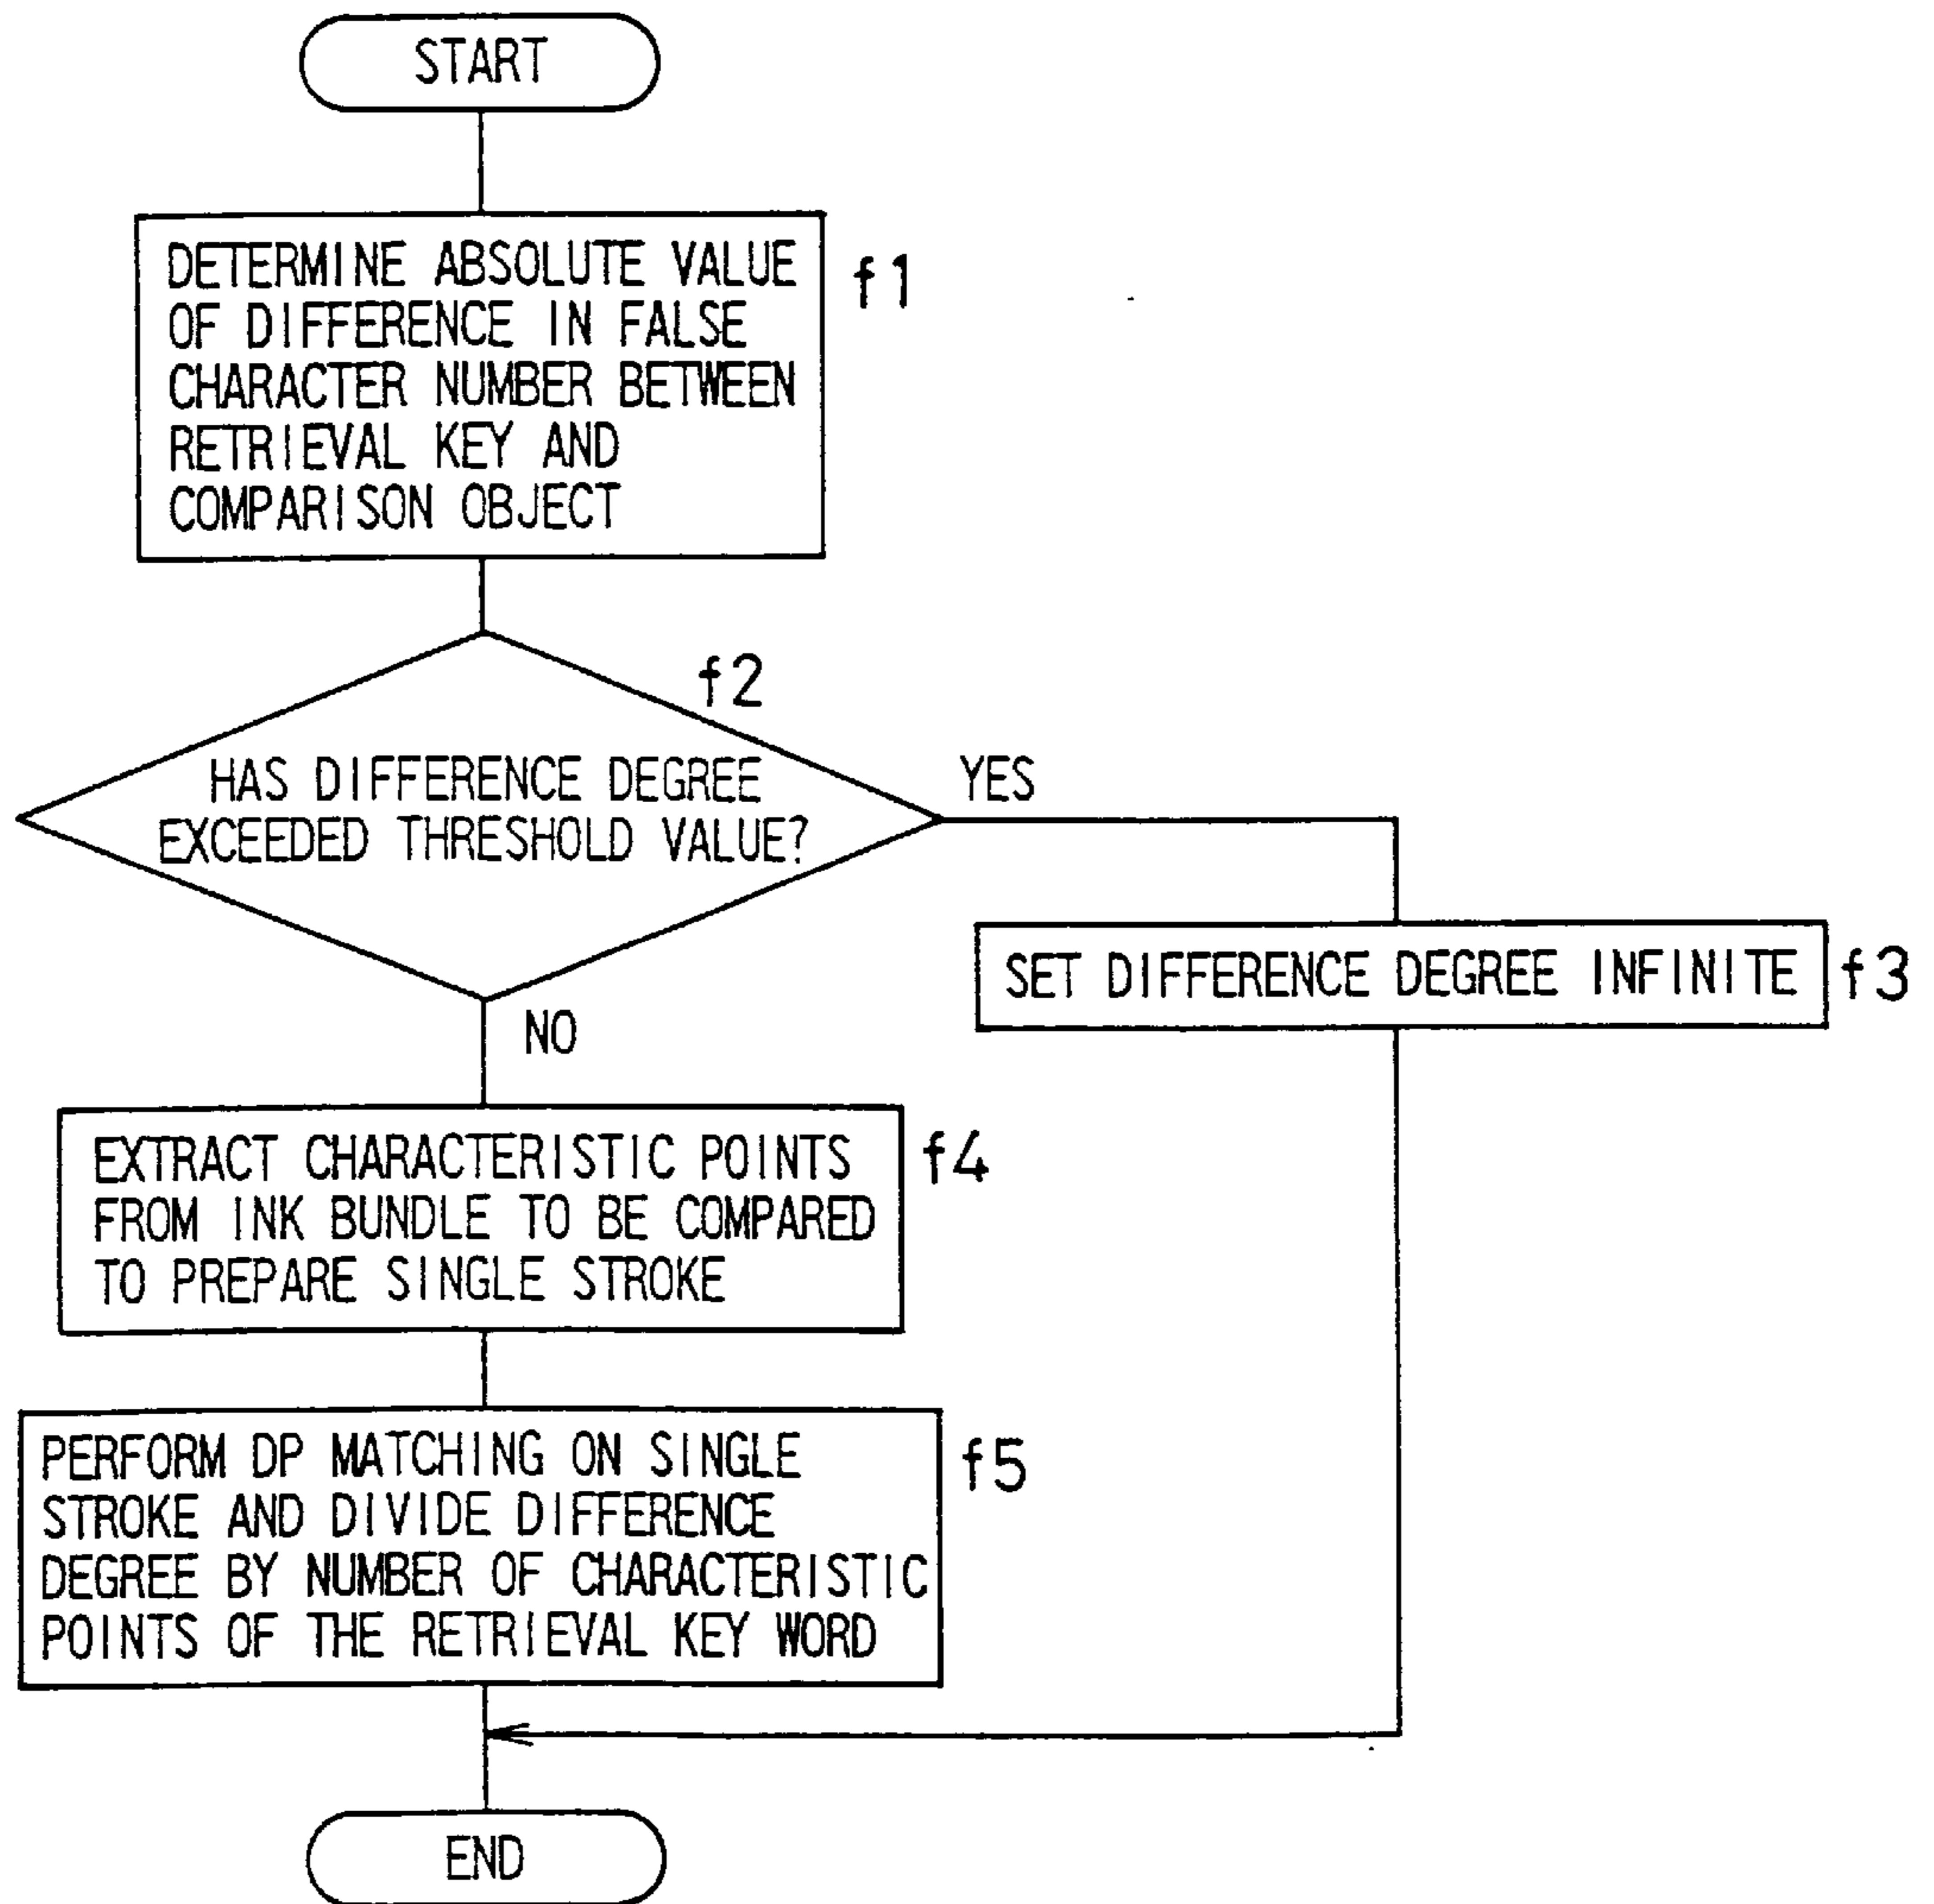 START
DETERMINE ABSOLUTE VALUE
OF DIFFERENCE IN FALSE
CHARACTER NUMBER BETWEEN
RETRIEVAL KEY AND
COMPARISON OBJECT
f1
f2
HAS DIFFERENCE DEGREE
EXCEEDED THRESHOLD VALUE?
YES
SET DIFFERENCE DEGREE INFINITE
f3
NO
EXTRACT CHARACTERISTIC POINTS
FROM INK BUNDLE TO BE COMPARED
TO PREPARE SINGLE STROKE
f4
PERFORM DP MATCHING ON SINGLE
STROKE AND DIVIDE DIFFERENCE
DEGREE BY NUMBER OF CHARACTERISTIC
POINTS OF THE RETRIEVAL KEY WORD
f5
END